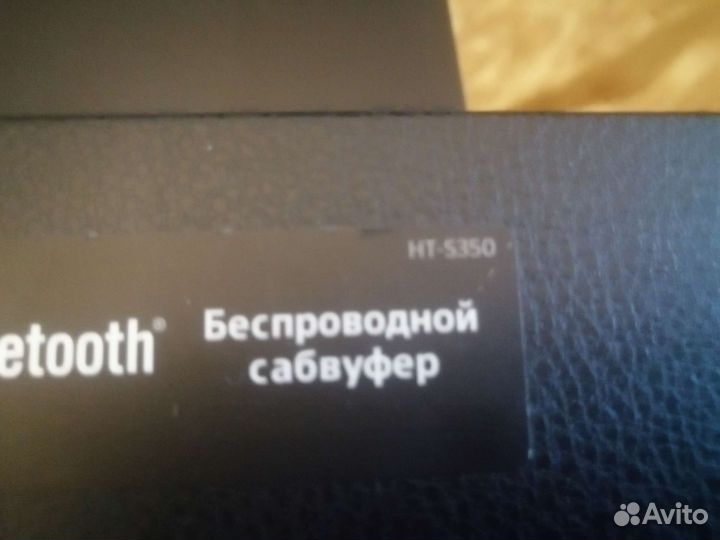 HT-S350
etooth®
Беспроводной
сабвуфер
Avito